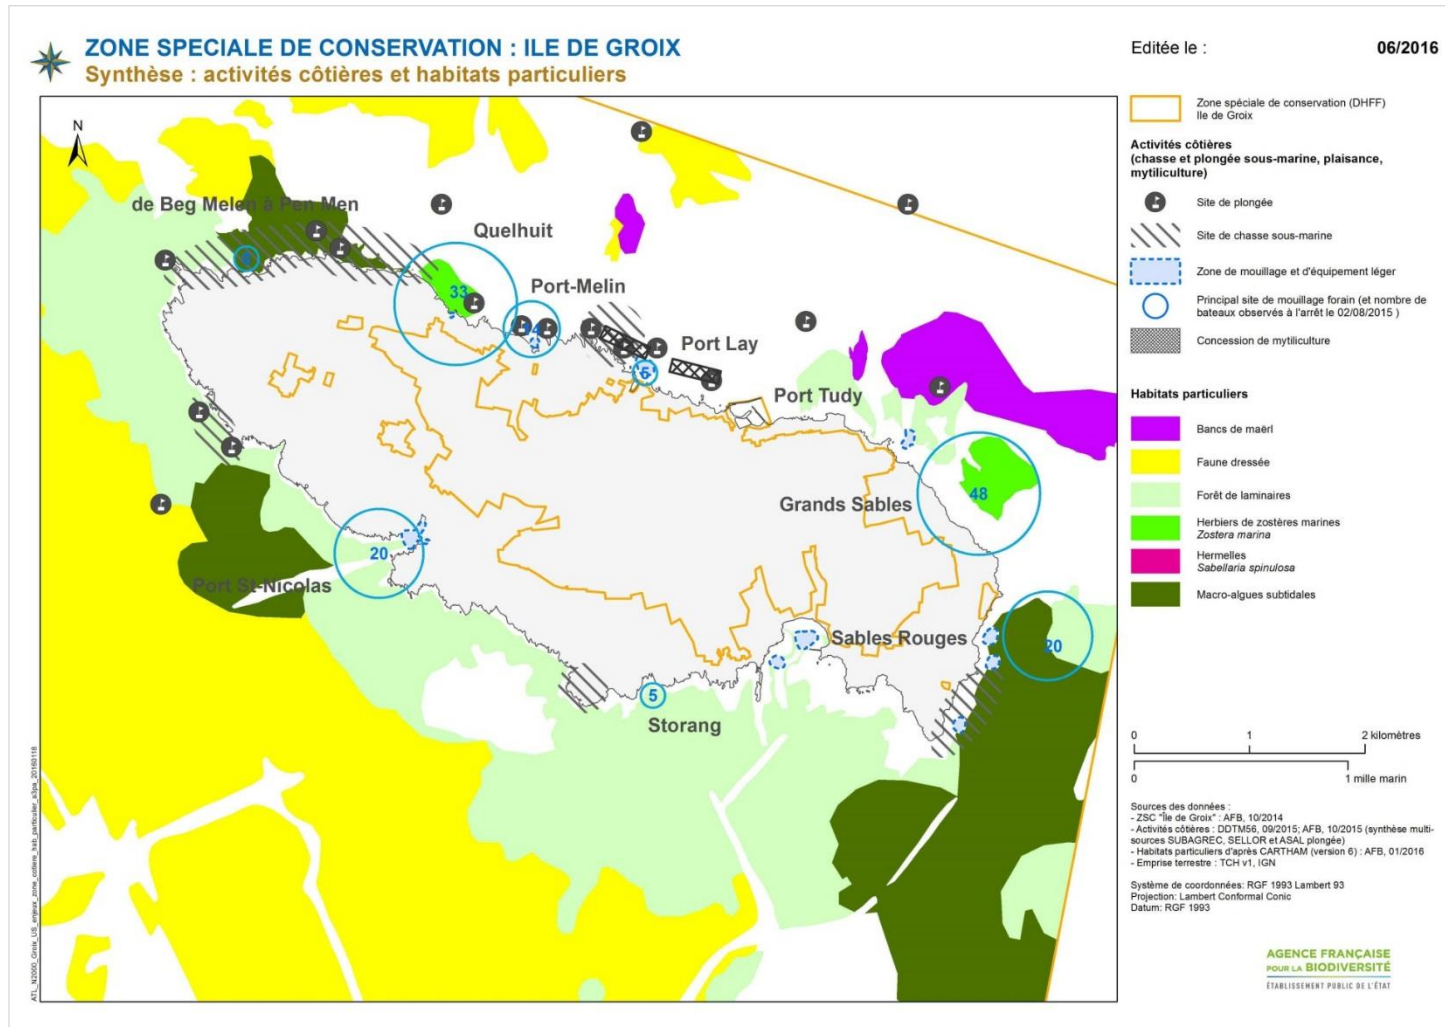 ZONE SPECIALE DE CONSERVATION : ILE DE GROIX
Synthèse : activités côtières et habitats particuliers
Editée le :
06/2016
N
de Beg Melen à Pen Men
Quelhuit
33
Port-Melin
Port Lay
Port Tudy
Grands Sables
48
20
Port St-Nicolas
Sables Rouges
20
5
Storang
Zone spéciale de conservation (DHFF)
Ile de Groix
Activités côtières
(chasse et plongée sous-marine, plaisance,
mytiliculture)
Site de plongée
Site de chasse sous-marine
Zone de mouillage et d'équipement léger
Principal site de mouillage forain (et nombre de
bateaux observés à l'arrêt le 02/08/2015 )
Concession de mytiliculture
Habitats particuliers
Bancs de maërl
Faune dressée
Forêt de laminaires
Herbiers de zostères marines
Zostera marina
Hermelles
Sabellaria spinulosa
Macro-algues subtidales
0 1 2 kilomètres
0 1 mille marin
Sources des données :
- ZSC "Île de Groix" : AFB, 10/2014
- Activités côtières : DDTM56, 09/2015; AFB, 10/2015 (synthèse multi-
sources SUBAGREC, SELLOR et ASAL plongée)
- Habitats particuliers d'après CARTHAM (version 6) : AFB, 01/2016
- Emprise terrestre : TCH v1, IGN
Système de coordonnées: RGF 1993 Lambert 93
Projection: Lambert Conformal Conic
Datum: RGF 1993
AGENCE FRANÇAISE
POUR LA BIODIVERSITÉ
ÉTABLISSEMENT PUBLIC DE L'ÉTAT